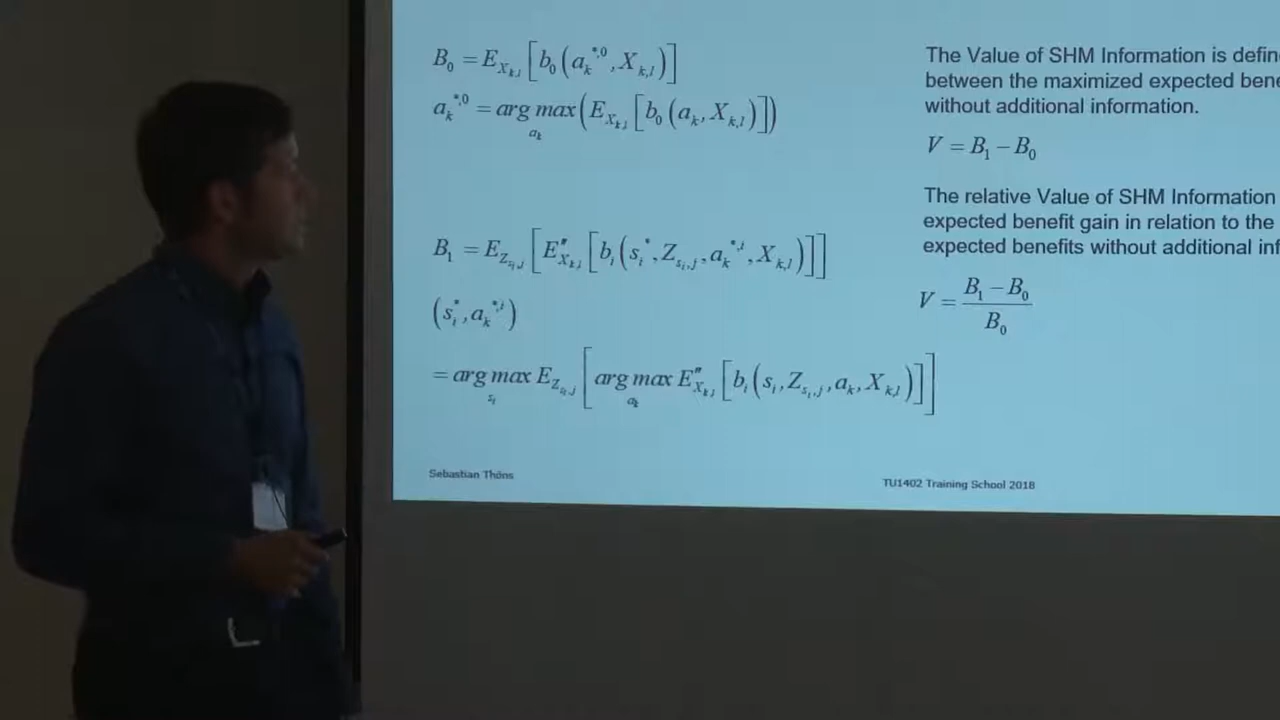 B_0 = E_{X_{k,l}} [ b_0 ( a_k^{*,0}, X_{k,l} ) ]
a_k^{*,0} = arg max_{a_k} ( E_{X_{k,l}} [ b_0 ( a_k, X_{k,l} ) ] )
B_1 = E_{Z_{s_i,j}} [ E''_{X_{k,l}} [ b_i ( s_i^*, Z_{s_i,j}, a_k^{*,i}, X_{k,l} ) ] ]
( s_i^*, a_k^{*,i} )
= arg max_{s_i} E_{Z_{s_i,j}} [ arg max_{a_k} E''_{X_{k,l}} [ b_i ( s_i, Z_{s_i,j}, a_k, X_{k,l} ) ] ]
The Value of SHM Information is defin
between the maximized expected bene
without additional information.
V = B_1 − B_0
The relative Value of SHM Information
expected benefit gain in relation to the
expected benefits without additional inf
V = \frac{B_1 − B_0}{B_0}
Sebastian Thöns
TU1402 Training School 2018